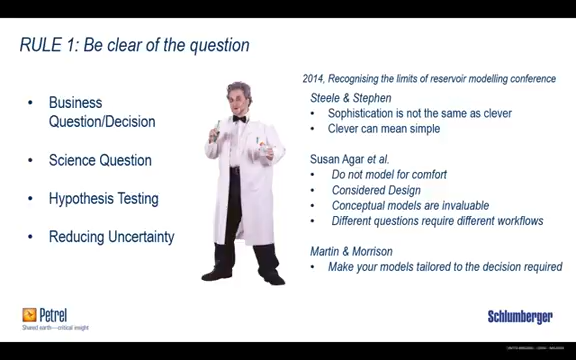 RULE 1: Be clear of the question
• Business
Question/Decision
• Science Question
• Hypothesis Testing
• Reducing Uncertainty
2014, Recognising the limits of reservoir modelling conference
Steele & Stephen
• Sophistication is not the same as clever
• Clever can mean simple
Susan Agar et al.
• Do not model for comfort
• Considered Design
• Conceptual models are invaluable
• Different questions require different workflows
Martin & Morrison
• Make your models tailored to the decision required
Petrel
Shared earth–critical insight
Schlumberger